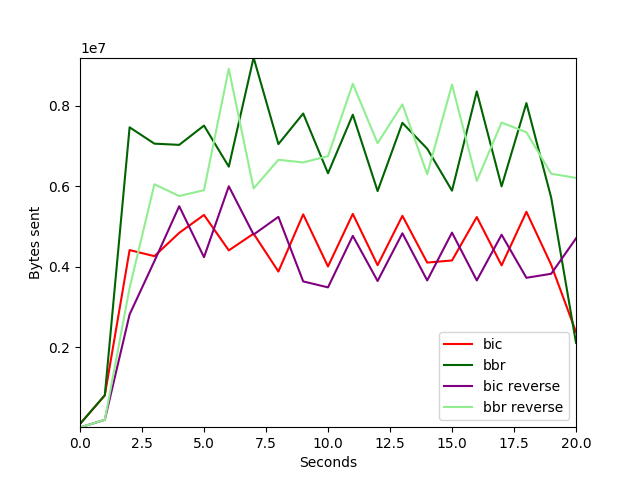 1e7
Bytes sent
0.8
0.6
0.4
0.2
bic
bbr
bic reverse
bbr reverse
0.0 2.5 5.0 7.5 10.0 12.5 15.0 17.5 20.0
Seconds